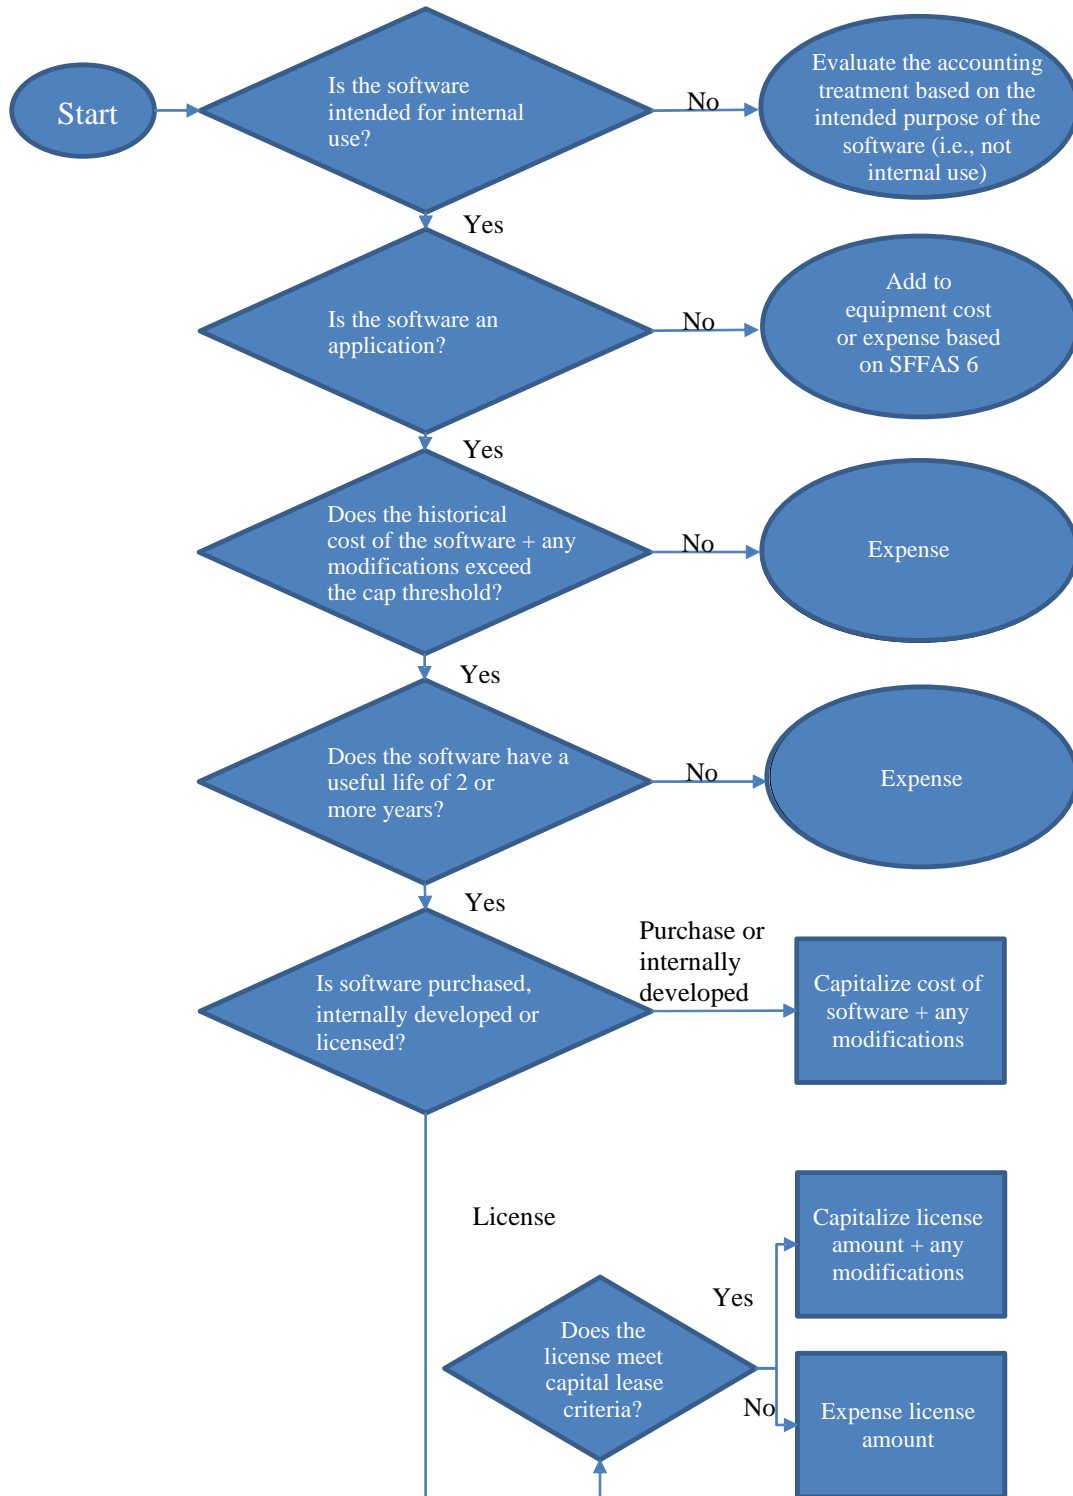 Start
Is the software
intended for internal
use?
No
Evaluate the accounting
treatment based on the
intended purpose of the
software (i.e., not
internal use)
Yes
Is the software an
application?
No
Add to
equipment cost
or expense based
on SFFAS 6
Yes
Does the historical
cost of the software + any
modifications exceed
the cap threshold?
No
Expense
Yes
Does the software have a
useful life of 2 or
more years?
No
Expense
Yes
Is software purchased,
internally developed or
licensed?
Purchase or
internally
developed
Capitalize cost of
software + any
modifications
License
Does the
license meet
capital lease
criteria?
Yes
Capitalize license
amount + any
modifications
No
Expense license
amount